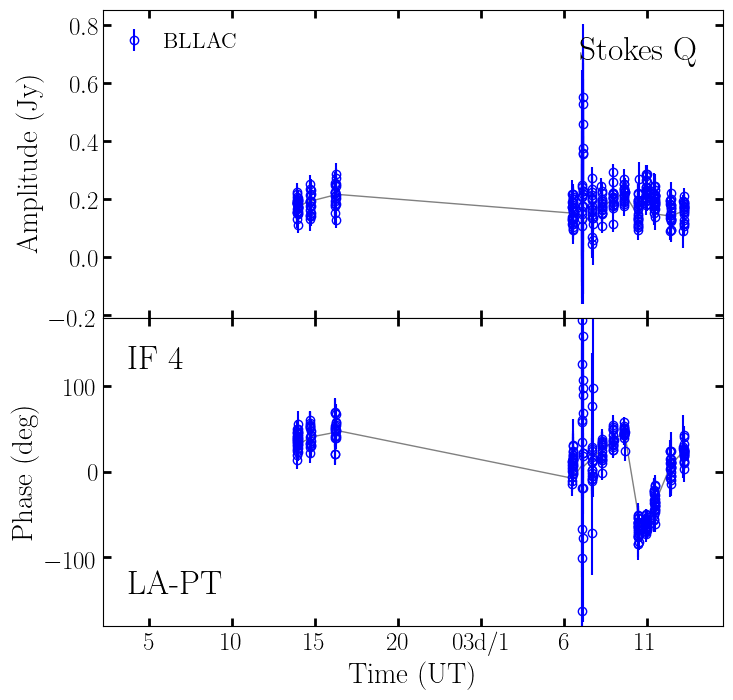 BLLAC
Stokes Q
Amplitude (Jy)
0.8
0.6
0.4
0.2
0.0
−0.2
IF 4
LA-PT
Phase (deg)
100
0
−100
5 10 15 20 03d/1 6 11
Time (UT)